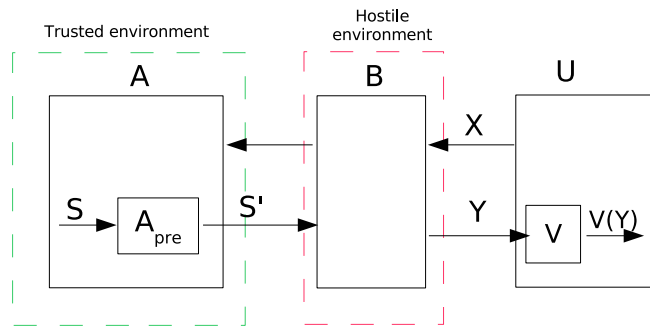 Trusted environment
Hostile
environment
A
B
U
X
S
A
pre
S'
Y
V
V(Y)